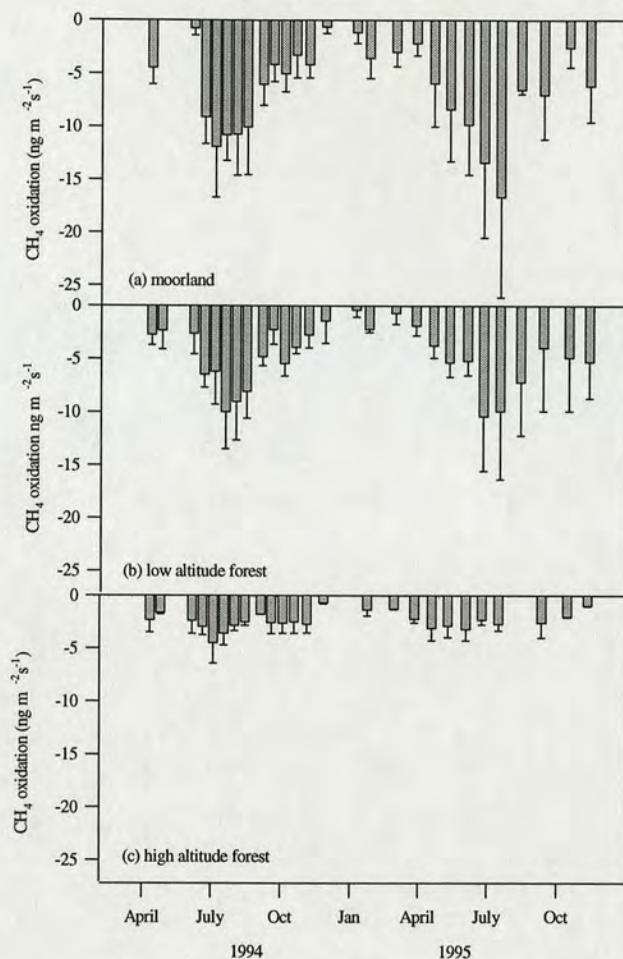 0
-5
-10
-15
-20
-25
CH4 oxidation (ng m -2s-1)
(a) moorland
0
-5
-10
-15
-20
-25
CH4 oxidation ng m -2s-1
(b) low altitude forest
0
-5
-10
-15
-20
-25
CH4 oxidation (ng m -2s-1)
(c) high altitude forest
April July Oct Jan April July Oct
1994 1995